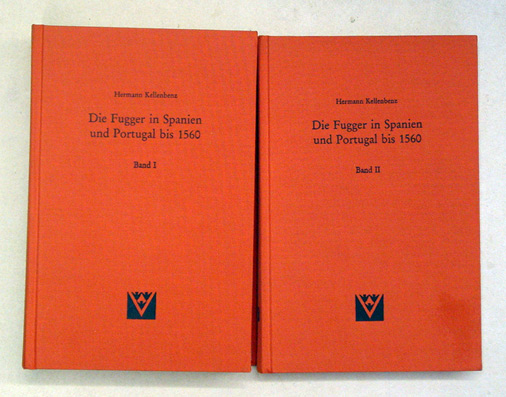 Hermann Kellenbenz
Die Fugger in Spanien
und Portugal bis 1560
Band I
Hermann Kellenbenz
Die Fugger in Spanien
und Portugal bis 1560
Band II